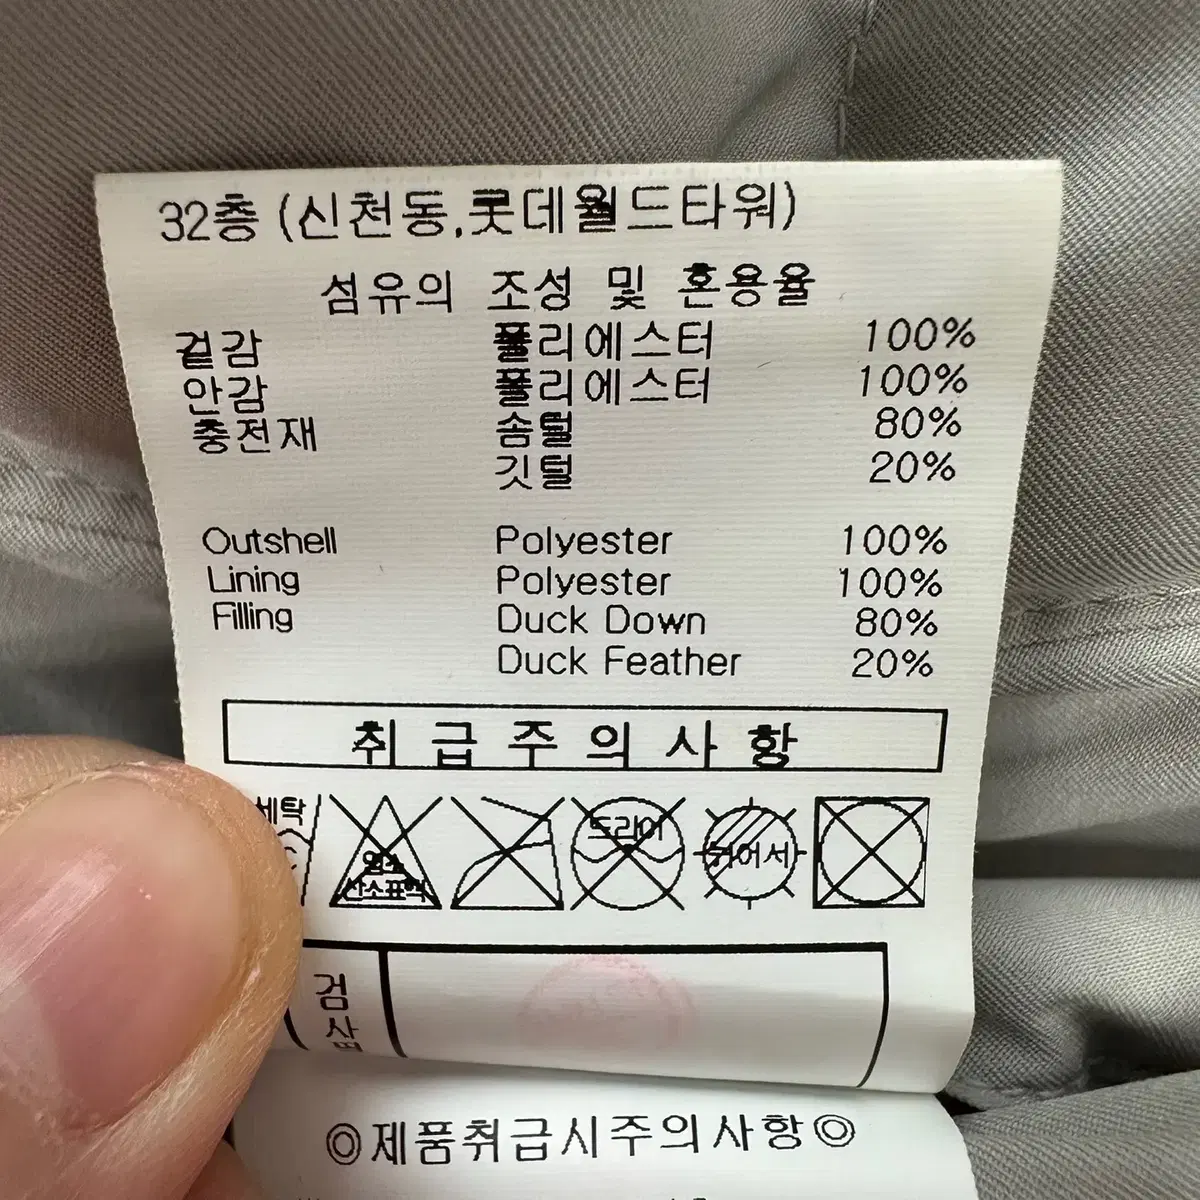 32층 (신천동,롯데월드타워)
섬유의 조성 및 혼용율
겉감 폴리에스터 100%
안감 폴리에스터 100%
충전재 솜털 80%
깃털 20%
Outshell Polyester 100%
Lining Polyester 100%
Filling Duck Down 80%
Duck Feather 20%
취급주의사항
세탁
염소
산소표백
드라이
뉘어서
검사
◎제품취급시주의사항◎